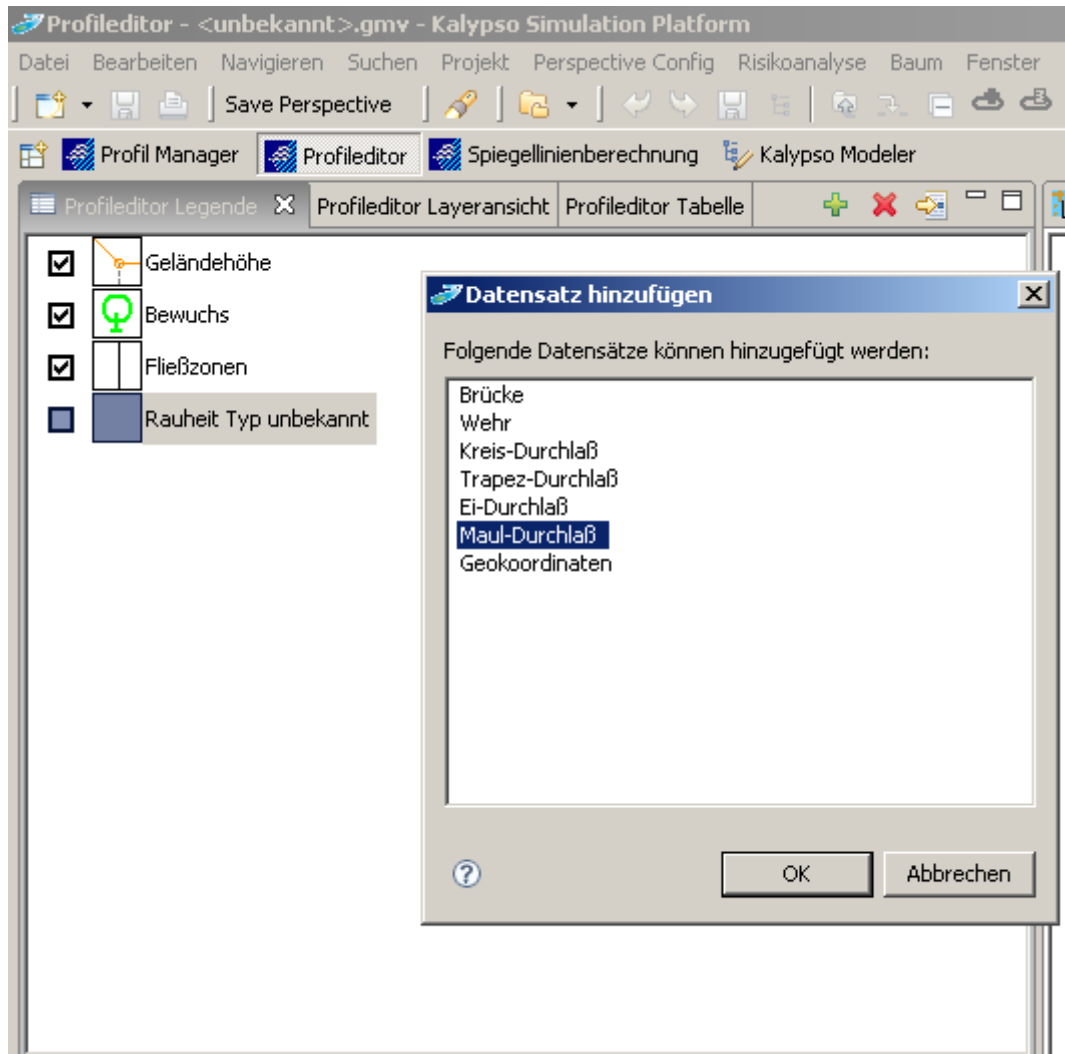 Profileditor - <unbekannt>.gmv - Kalypso Simulation Platform
Datei Bearbeiten Navigieren Suchen Projekt Perspective Config Risikoanalyse Baum Fenster
Save Perspective
Profil Manager Profileditor Spiegellinienberechnung Kalypso Modeler
Profileditor Legende Profileditor Layeransicht Profileditor Tabelle
Geländehöhe
Bewuchs
Fließzonen
Rauheit Typ unbekannt
Datensatz hinzufügen
Folgende Datensätze können hinzugefügt werden:
Brücke
Wehr
Kreis-Durchlaß
Trapez-Durchlaß
Ei-Durchlaß
Maul-Durchlaß
Geokoordinaten
OK Abbrechen